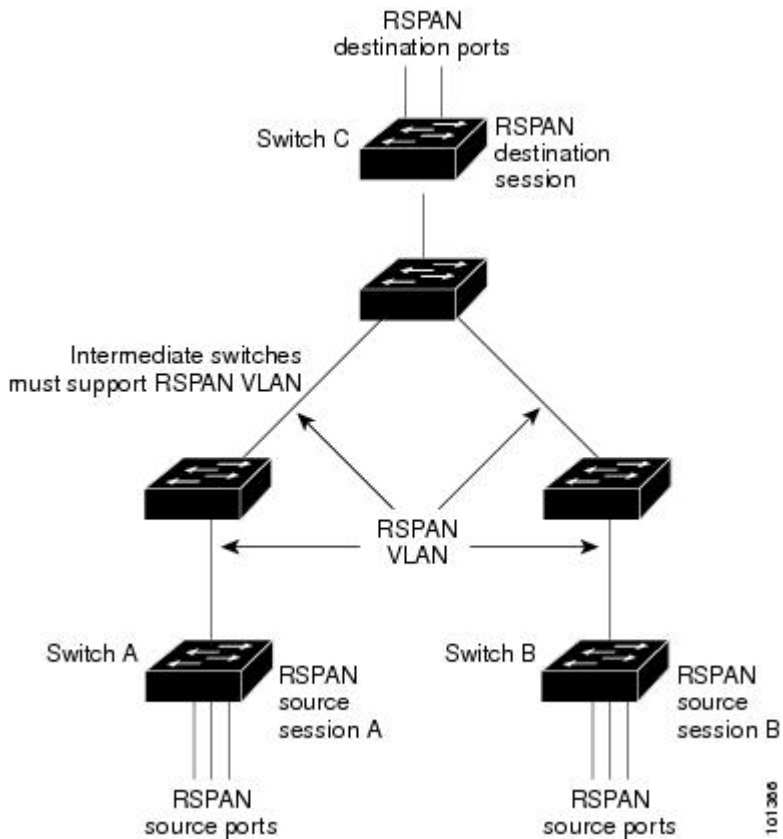 RSPAN
destination ports
Switch C
RSPAN
destination
session
Intermediate switches
must support RSPAN VLAN
RSPAN
VLAN
Switch A
RSPAN
source
session A
Switch B
RSPAN
source
session B
RSPAN
source ports
RSPAN
source ports
101366